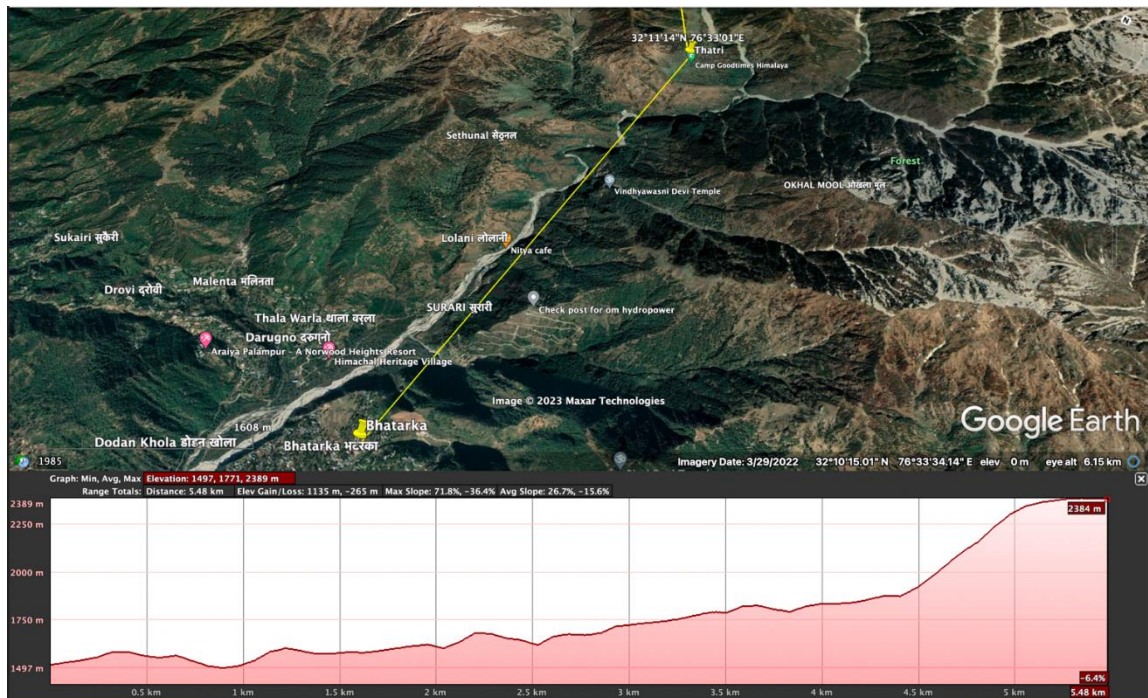 32°11'14"N 76°33'01"E
Thatri
Camp Goodtimes Himalaya
Sethunal सेठुनल
Forest
OKHAL MOOL ओखला मूल
Vindhyawasni Devi Temple
Sukairi सुकैरी
Lolani लोलानी
Nitya cafe
Malenta मलिनता
Drovi दरोवी
SURARI सुरारी
Check post for om hydropower
Thala Warla थाला वरला
Darugno दरुगनो
Araiya Palampur - A Norwood Heights Resort
Himachal Heritage Village
Image © 2023 Maxar Technologies
Google Earth
1608 m
Bhatarka
Dodan Khola डोडन खोला
Bhatarka भटरका
1985
Imagery Date: 3/29/2022 32°10'15.01" N 76°33'34.14" E elev 0 m eye alt 6.15 km
Graph: Min, Avg, Max Elevation: 1497, 1771, 2389 m
Range Totals: Distance: 5.48 km Elev Gain/Loss: 1135 m, -265 m Max Slope: 71.8%, -36.4% Avg Slope: 26.7%, -15.6%
2389 m
2384 m
2250 m
2000 m
1750 m
1497 m
-6.4%
0.5 km 1 km 1.5 km 2 km 2.5 km 3 km 3.5 km 4 km 4.5 km 5 km 5.48 km